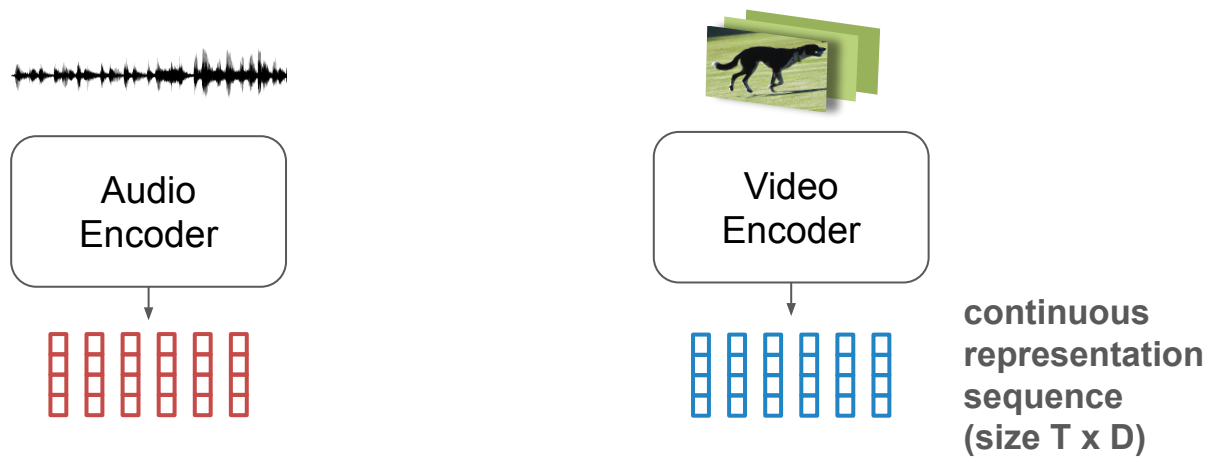 Audio
Encoder
Video
Encoder
continuous
representation
sequence
(size T x D)